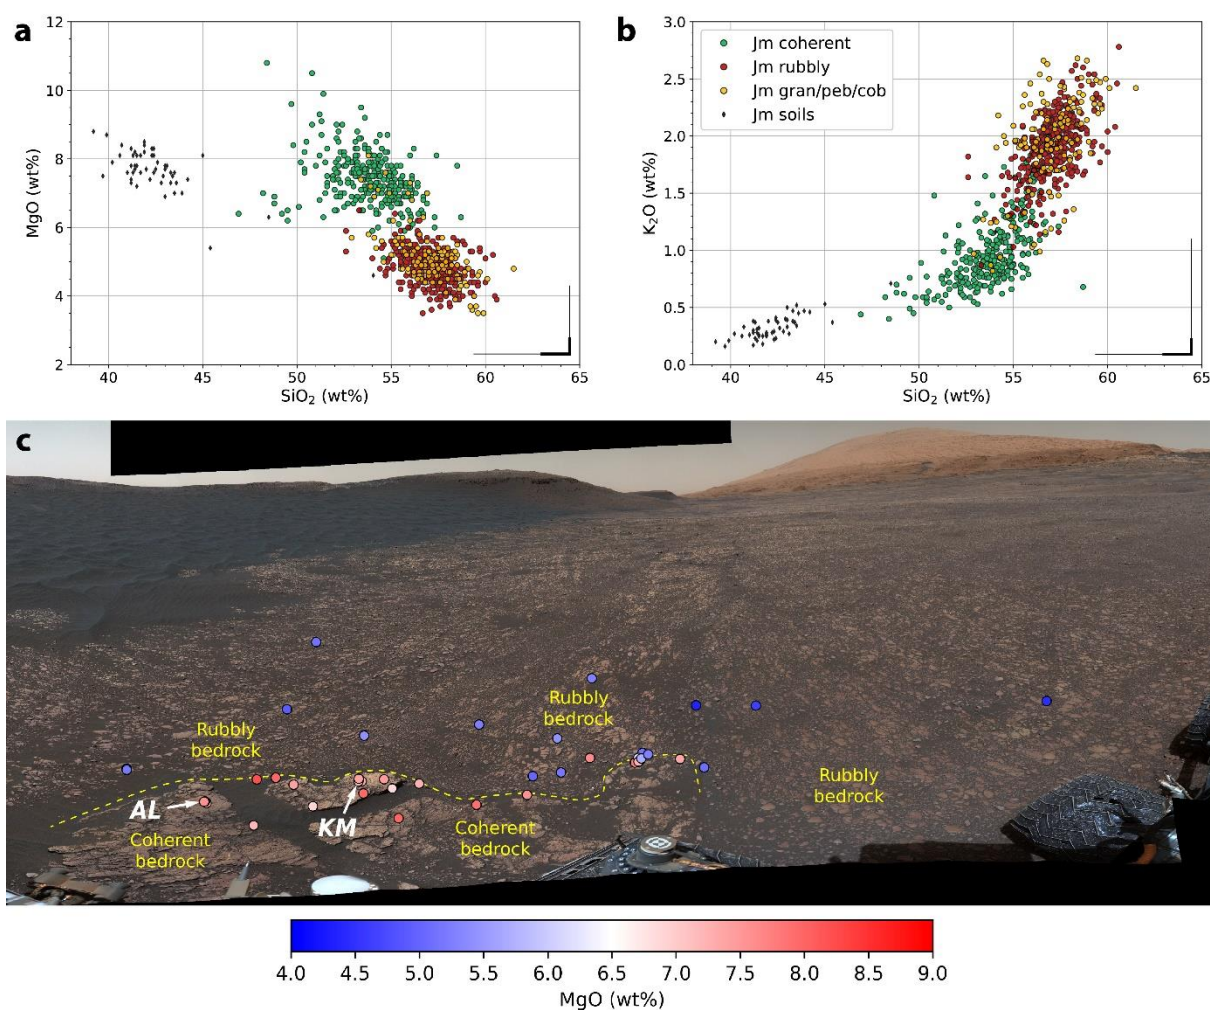 a
12
10
8
6
4
2
MgO (wt%)
40
45
50
55
60
65
SiO₂ (wt%)
b
3.0
2.5
2.0
1.5
1.0
0.5
0.0
K₂O (wt%)
Jm coherent
Jm rubbly
Jm gran/peb/cob
Jm soils
40
45
50
55
60
65
SiO₂ (wt%)
c
Rubbly
bedrock
Rubbly
bedrock
Rubbly
bedrock
AL
KM
Coherent
bedrock
Coherent
bedrock
4.0 4.5 5.0 5.5 6.0 6.5 7.0 7.5 8.0 8.5 9.0
MgO (wt%)